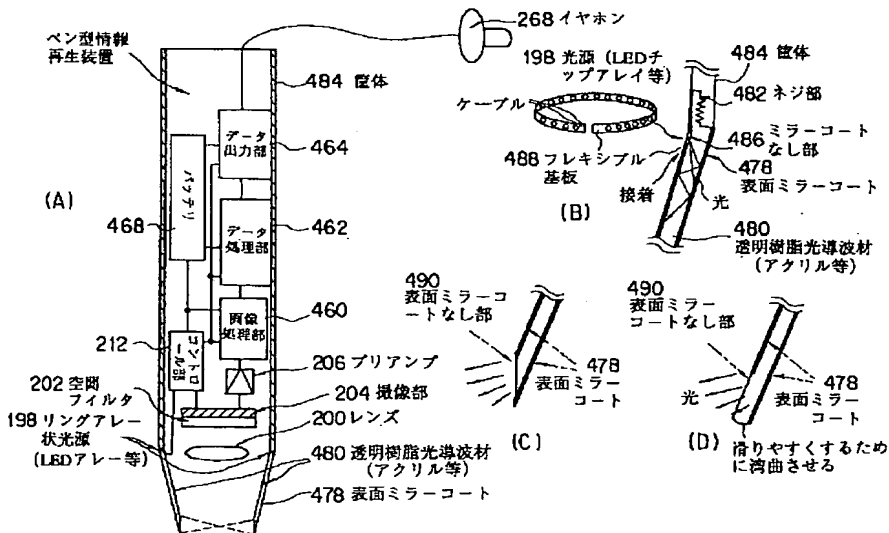 ペン型情報
再生装置
268 イヤホン
484 筐体
データ
出力部
464
(A)
バッテリ
468
データ
処理部
462
画像
処理部
460
212
コントロ
ール部
206 プリアンプ
202 空間
フィルタ
204 撮像部
198 リングアレー
状光源
(LEDアレー等)
200 レンズ
480 透明樹脂光導波材
(アクリル等)
478 表面ミラーコート
198 光源 (LEDチ
ップアレイ等)
ケーブル
488 フレキシブル
基板
接着
(B)
484 筐体
482 ネジ部
486 ミラーコート
なし部
478
表面ミラーコート
光
480
透明樹脂光導波材
(アクリル等)
490
表面ミラーコ
ートなし部
478
表面ミラー
コート
(C)
490
表面ミラー
コートなし部
光
478
表面ミラー
コート
(D)
滑りやすくするため
に湾曲させる